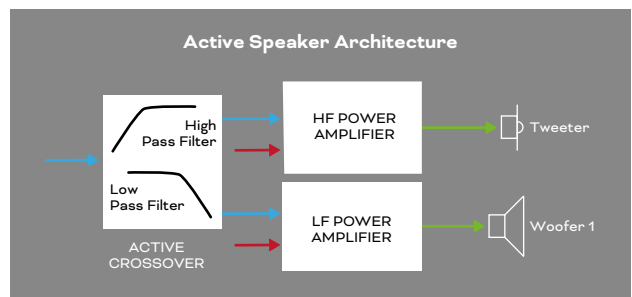 Active Speaker Architecture
High
Pass Filter
Low
Pass Filter
ACTIVE
CROSSOVER
HF POWER
AMPLIFIER
LF POWER
AMPLIFIER
Tweeter
Woofer 1